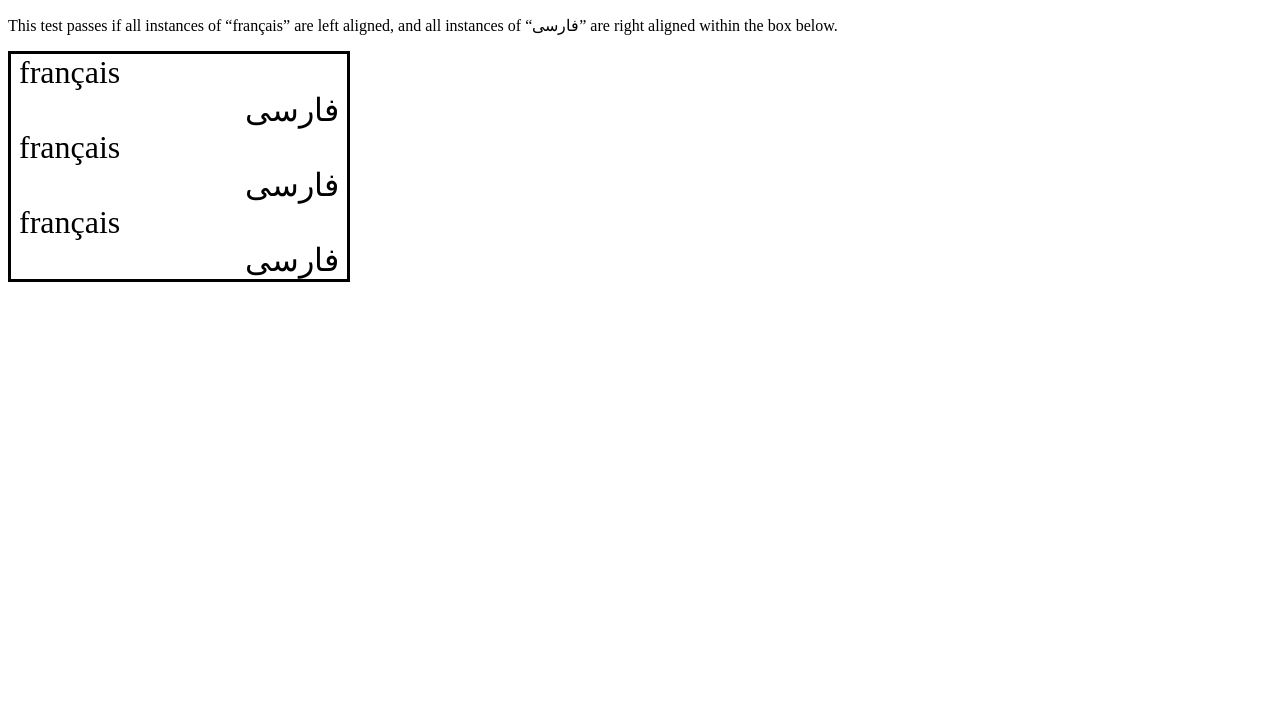 This test passes if all instances of “français” are left aligned, and all instances of “فارسی” are right aligned within the box below.
français
فارسی
français
فارسی
français
فارسی